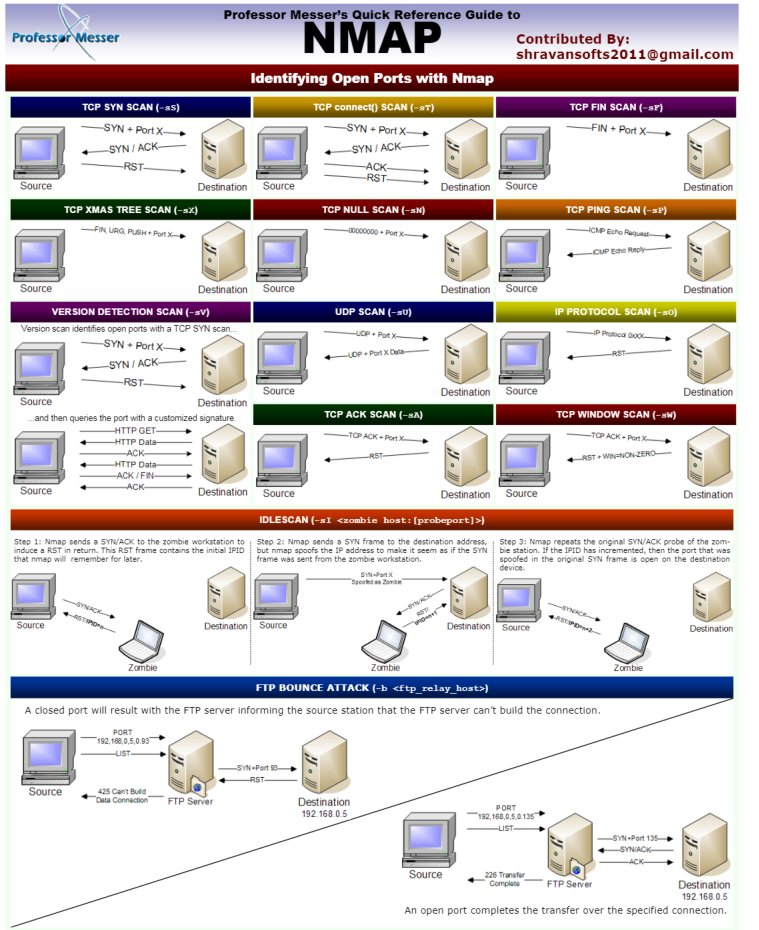 Professor Messer's Quick Reference Guide to
NMAP
Professor Messer
Contributed By:
shravansofts2011@gmail.com
Identifying Open Ports with Nmap
TCP SYN SCAN (-sS)
SYN + Port X
SYN / ACK
RST
Source
Destination
TCP connect() SCAN (-sT)
SYN + Port X
SYN / ACK
ACK
RST
Source
Destination
TCP FIN SCAN (-sF)
FIN + Port X
Source
Destination
TCP XMAS TREE SCAN (-sX)
FIN, URG, PUSH + Port X
Source
Destination
TCP NULL SCAN (-sN)
00000000 + Port X
Source
Destination
TCP PING SCAN (-sP)
ICMP Echo Request
ICMP Echo Reply
Source
Destination
VERSION DETECTION SCAN (-sV)
Version scan identifies open ports with a TCP SYN scan...
SYN + Port X
SYN / ACK
RST
Source
Destination
...and then queries the port with a customized signature.
HTTP GET
HTTP Data
ACK
HTTP Data
ACK / FIN
ACK
Source
Destination
UDP SCAN (-sU)
UDP + Port X
UDP + Port X Data
Source
Destination
IP PROTOCOL SCAN (-sO)
IP Protocol 0xXX
RST
Source
Destination
TCP ACK SCAN (-sA)
TCP ACK + Port X
RST
Source
Destination
TCP WINDOW SCAN (-sW)
TCP ACK + Port X
RST + WIN=NON-ZERO
Source
Destination
IDLESCAN (-sI <zombie host:[probeport]>)
Step 1: Nmap sends a SYN/ACK to the zombie workstation to
induce a RST in return. This RST frame contains the initial IPID
that nmap will remember for later.
SYN/ACK
RST/IPID=n
Source
Destination
Zombie
Step 2: Nmap sends a SYN frame to the destination address,
but nmap spoofs the IP address to make it seem as if the SYN
frame was sent from the zombie workstation.
SYN+Port X
Spoofed as Zombie
SYN/ACK
RST/
IPID=n+1
Source
Destination
Zombie
Step 3: Nmap repeats the original SYN/ACK probe of the zom-
bie station. If the IPID has incremented, then the port that was
spoofed in the original SYN frame is open on the destination
device.
SYN/ACK
RST/IPID=n+2
Source
Destination
Zombie
FTP BOUNCE ATTACK (-b <ftp_relay_host>)
A closed port will result with the FTP server informing the source station that the FTP server can't build the connection.
PORT
192,168,0,5,0.93
LIST
SYN+Port 93
RST
425 Can't Build
Data Connection
Source
FTP Server
Destination
192.168.0.5
PORT
192,168,0,5,0.135
LIST
SYN+Port 135
SYN/ACK
ACK
226 Transfer
Complete
Source
FTP Server
Destination
192.168.0.5
An open port completes the transfer over the specified connection.